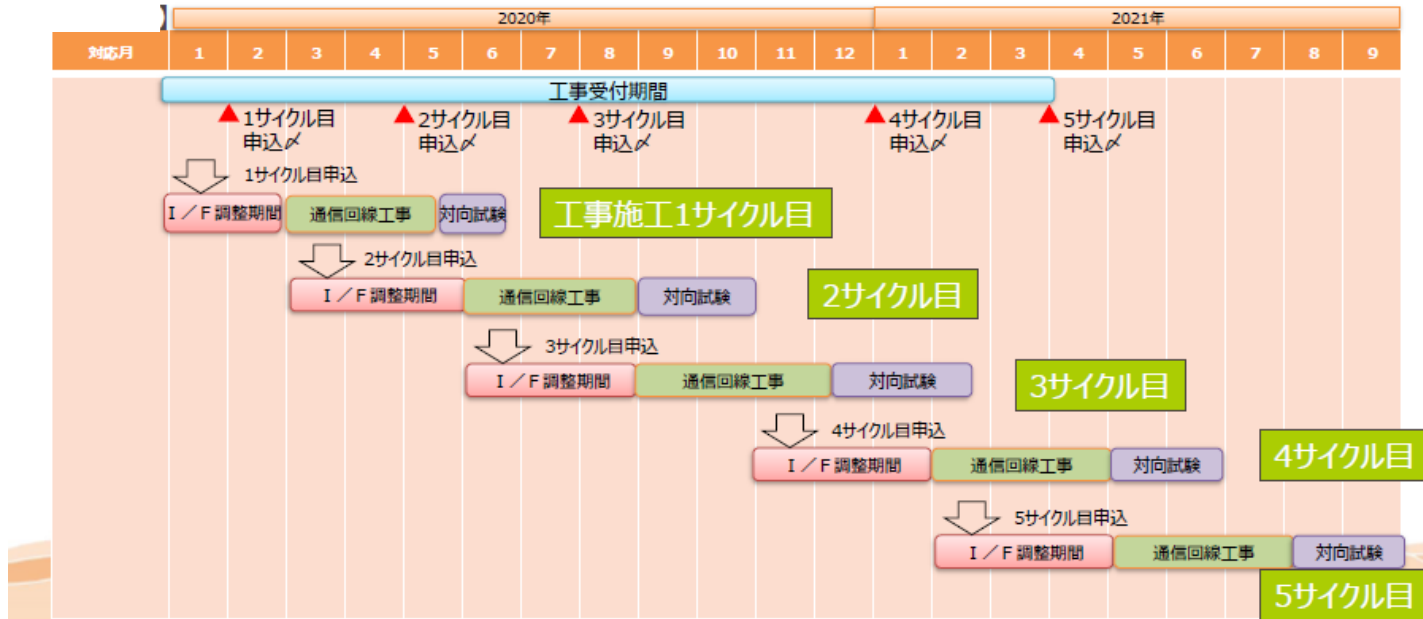 】
2020年
2021年
対応月 1 2 3 4 5 6 7 8 9 10 11 12 1 2 3 4 5 6 7 8 9
工事受付期間
1サイクル目
申込〆
2サイクル目
申込〆
3サイクル目
申込〆
4サイクル目
申込〆
5サイクル目
申込〆
1サイクル目申込
I/F調整期間
通信回線工事
対向試験
工事施工1サイクル目
2サイクル目申込
I/F調整期間
通信回線工事
対向試験
2サイクル目
3サイクル目申込
I/F調整期間
通信回線工事
対向試験
3サイクル目
4サイクル目申込
I/F調整期間
通信回線工事
対向試験
4サイクル目
5サイクル目申込
I/F調整期間
通信回線工事
対向試験
5サイクル目